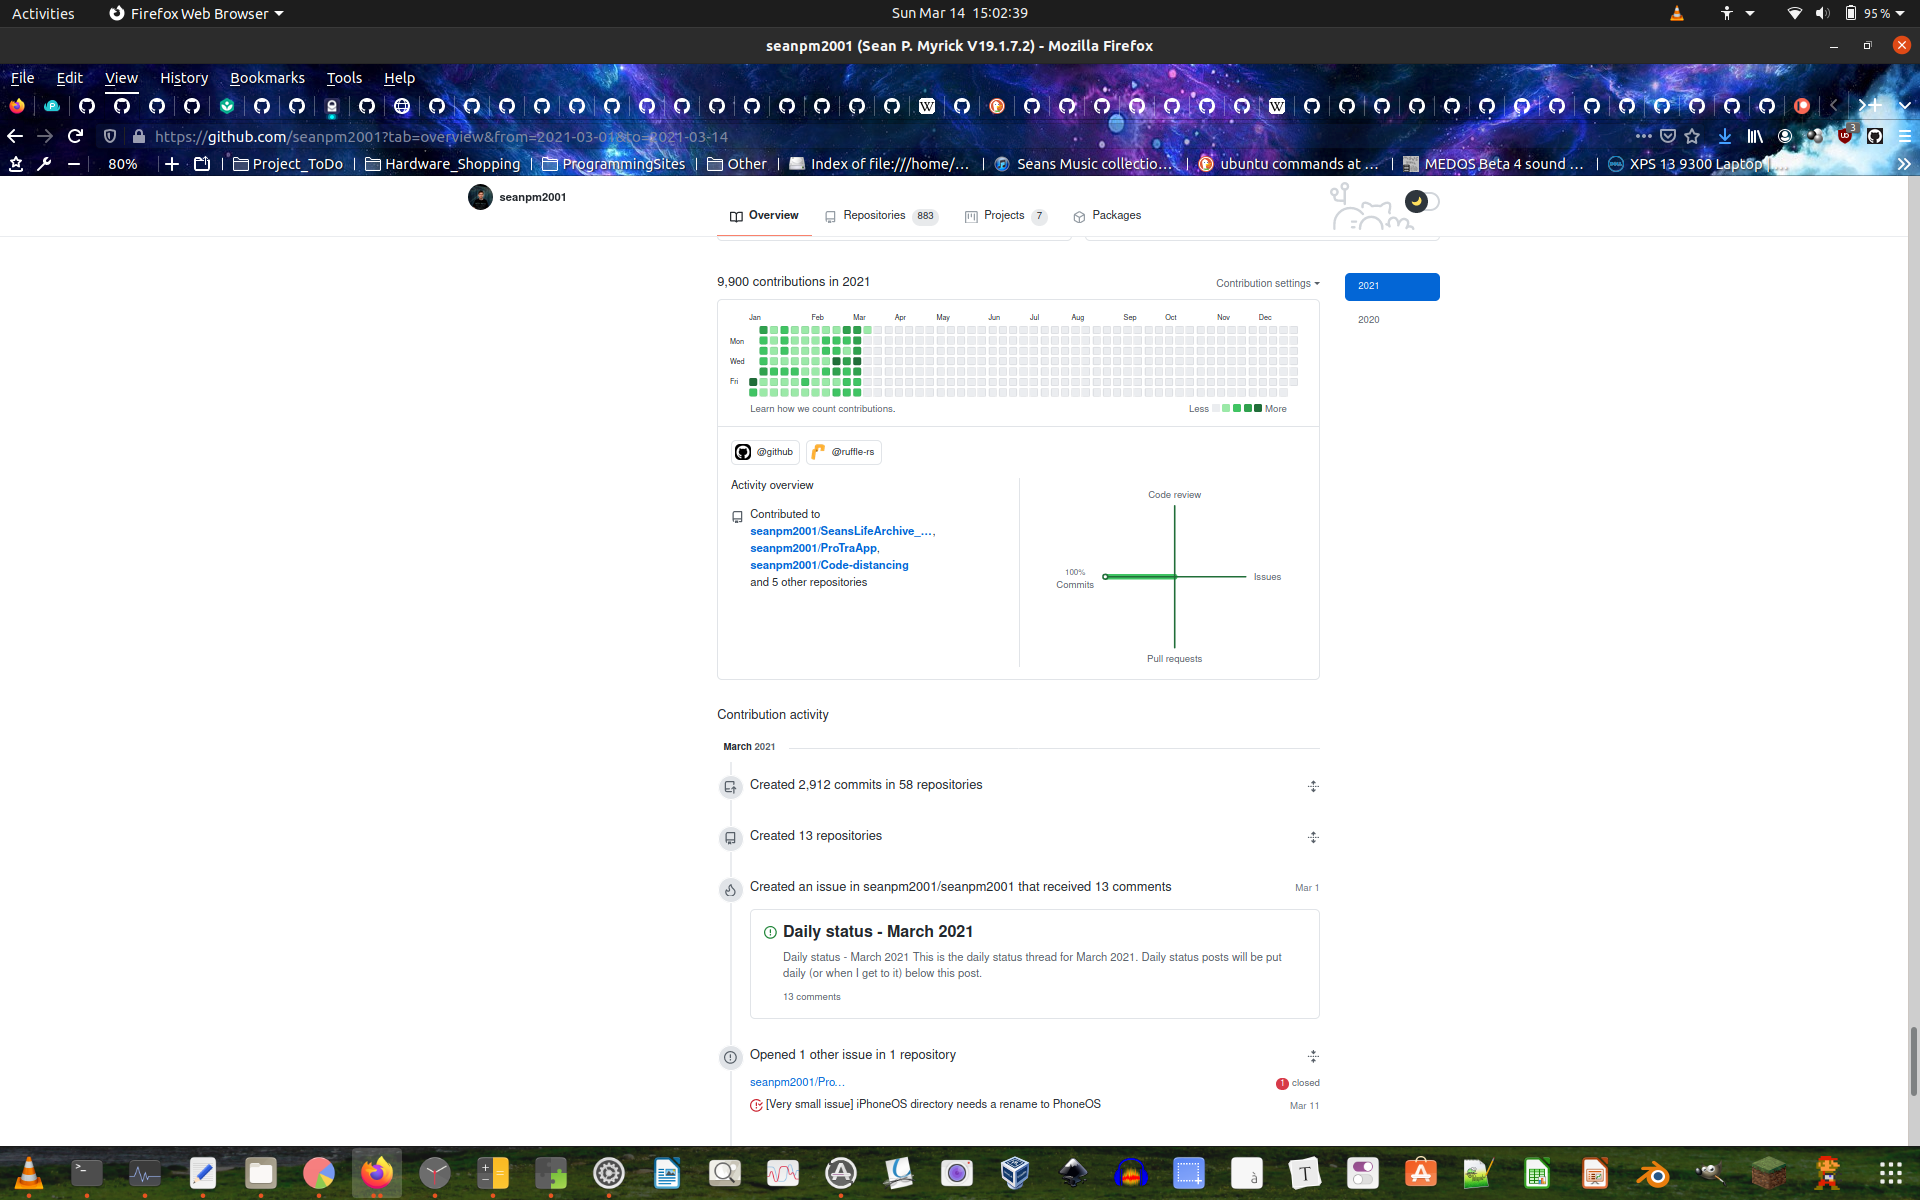 Activities
Firefox Web Browser
Sun Mar 14 15:02:39
95 %
seanpm2001 (Sean P. Myrick V19.1.7.2) - Mozilla Firefox
File Edit View History Bookmarks Tools Help
https://github.com/seanpm2001?tab=overview&from=2021-03-01&to=2021-03-14
3
80%
Project_ToDo
Hardware_Shopping
ProgrammingSites
Other
Index of file:///home/...
Seans Music collectio...
ubuntu commands at ...
MEDOS Beta 4 sound ...
XPS 13 9300 Laptop
seanpm2001
Overview
Repositories 883
Projects 7
Packages
9,900 contributions in 2021
Contribution settings
2021
2020
Jan Feb Mar Apr May Jun Jul Aug Sep Oct Nov Dec
Mon
Wed
Fri
Learn how we count contributions.
Less
More
@github
@ruffle-rs
Activity overview
Contributed to
seanpm2001/SeansLifeArchive_...,
seanpm2001/ProTraApp,
seanpm2001/Code-distancing
and 5 other repositories
Code review
100%
Commits
Issues
Pull requests
Contribution activity
March 2021
Created 2,912 commits in 58 repositories
Created 13 repositories
Created an issue in seanpm2001/seanpm2001 that received 13 comments
Mar 1
Daily status - March 2021
Daily status - March 2021 This is the daily status thread for March 2021. Daily status posts will be put
daily (or when I get to it) below this post.
13 comments
Opened 1 other issue in 1 repository
seanpm2001/Pro...
1 closed
[Very small issue] iPhoneOS directory needs a rename to PhoneOS
Mar 11